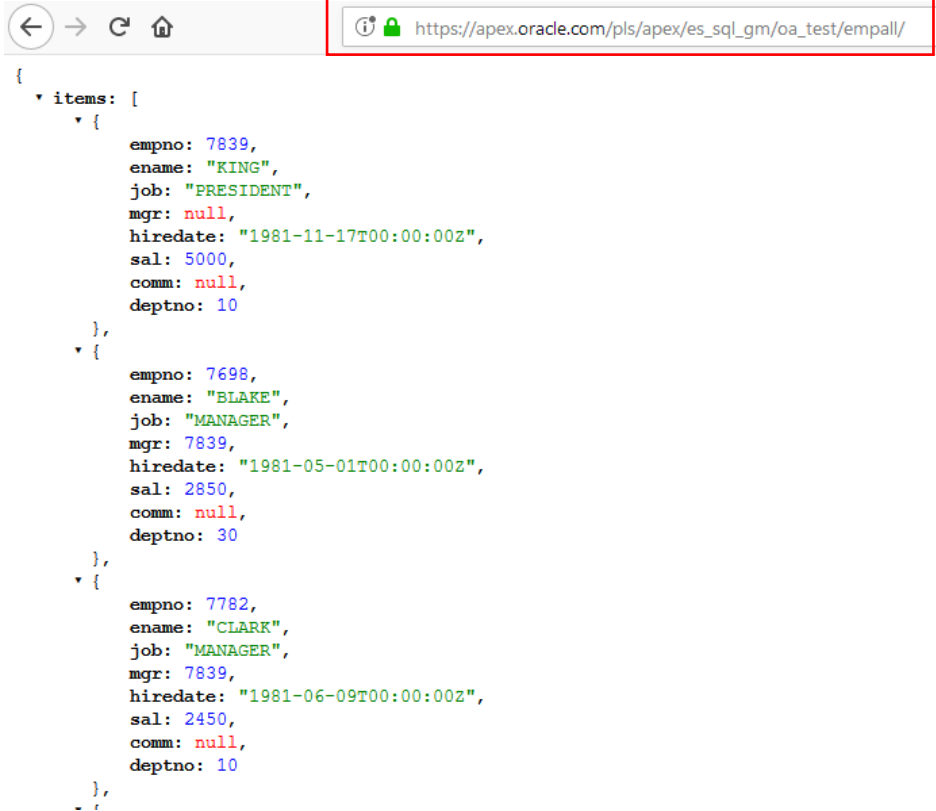 https://apex.oracle.com/pls/apex/es_sql_gm/oa_test/empall/
{
items: [
{
empno: 7839,
ename: "KING",
job: "PRESIDENT",
mgr: null,
hiredate: "1981-11-17T00:00:00Z",
sal: 5000,
comm: null,
deptno: 10
},
{
empno: 7698,
ename: "BLAKE",
job: "MANAGER",
mgr: 7839,
hiredate: "1981-05-01T00:00:00Z",
sal: 2850,
comm: null,
deptno: 30
},
{
empno: 7782,
ename: "CLARK",
job: "MANAGER",
mgr: 7839,
hiredate: "1981-06-09T00:00:00Z",
sal: 2450,
comm: null,
deptno: 10
},
{